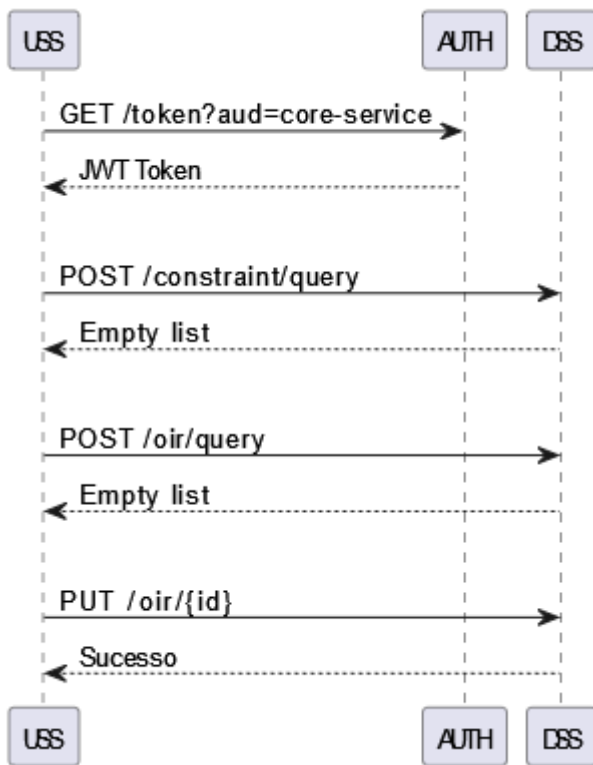 USS
AUTH
DSS
GET /token?aud=core-service
JWT Token
POST /constraint/query
Empty list
POST /oir/query
Empty list
PUT /oir/{id}
Sucesso
USS
AUTH
DSS